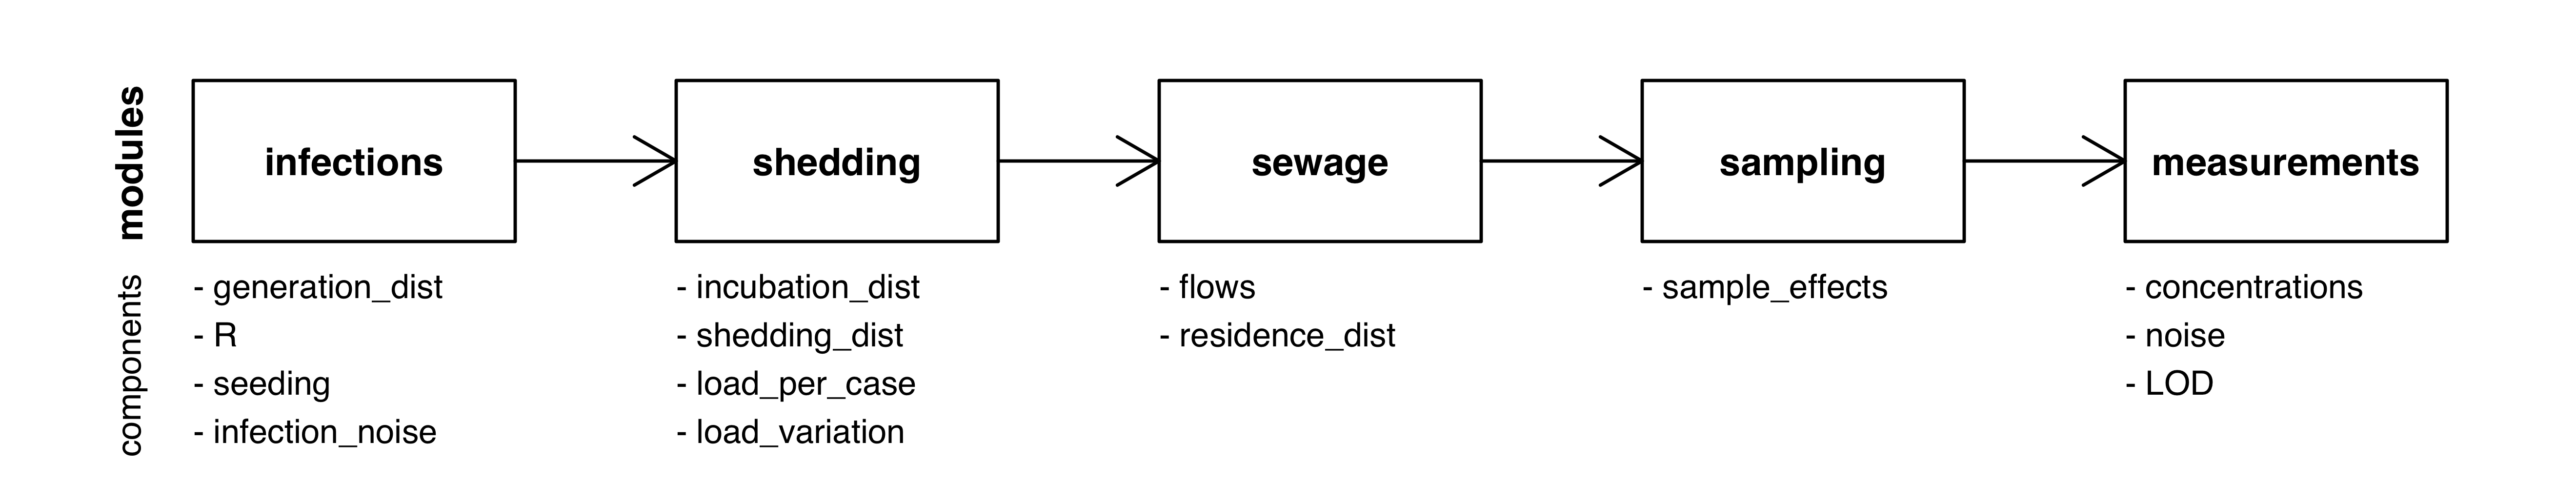 modules
infections
shedding
sewage
sampling
measurements
components
- generation_dist
- R
- seeding
- infection_noise
- incubation_dist
- shedding_dist
- load_per_case
- load_variation
- flows
- residence_dist
- sample_effects
- concentrations
- noise
- LOD